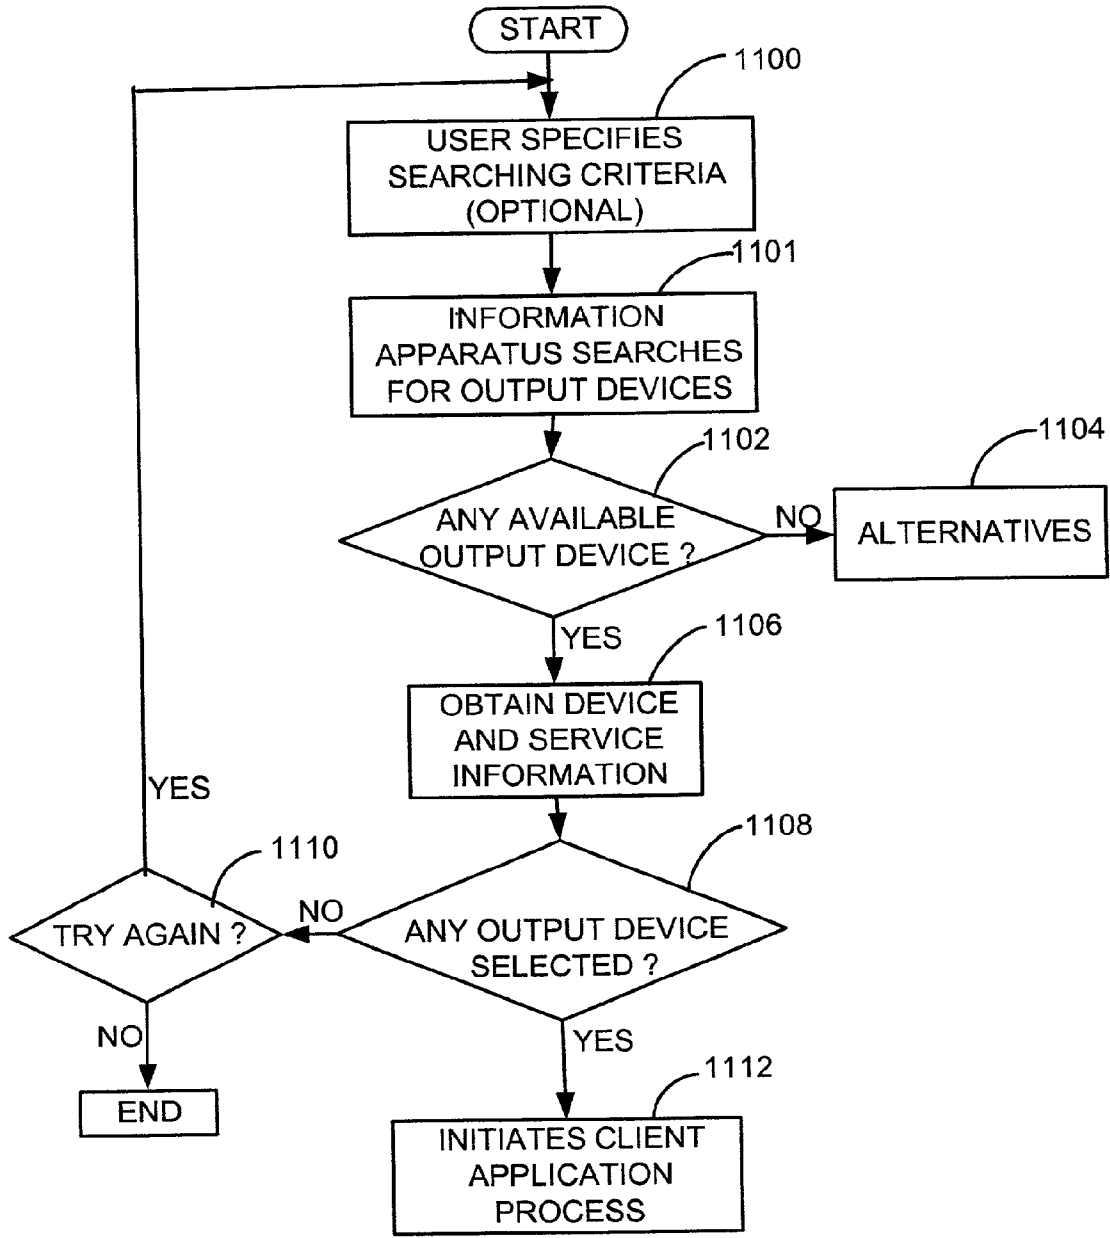 START
1100
USER SPECIFIES
SEARCHING CRITERIA
(OPTIONAL)
1101
INFORMATION
APPARATUS SEARCHES
FOR OUTPUT DEVICES
1102
ANY AVAILABLE
OUTPUT DEVICE ?
NO
1104
ALTERNATIVES
YES
1106
OBTAIN DEVICE
AND SERVICE
INFORMATION
1108
ANY OUTPUT DEVICE
SELECTED ?
NO
1110
TRY AGAIN ?
YES
NO
END
YES
1112
INITIATES CLIENT
APPLICATION
PROCESS